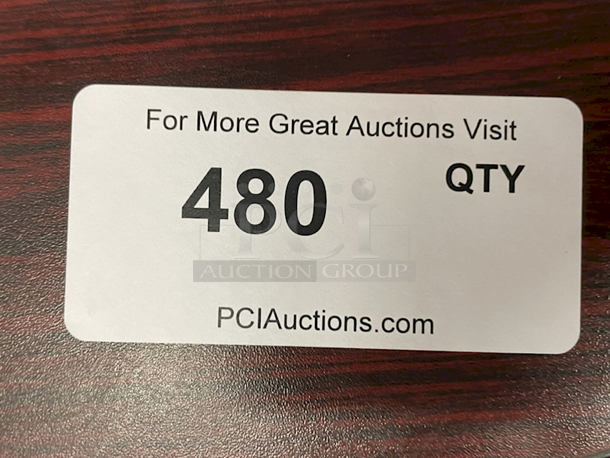 For More Great Auctions Visit
480 QTY
PCI
AUCTION GROUP
PCIAuctions.com